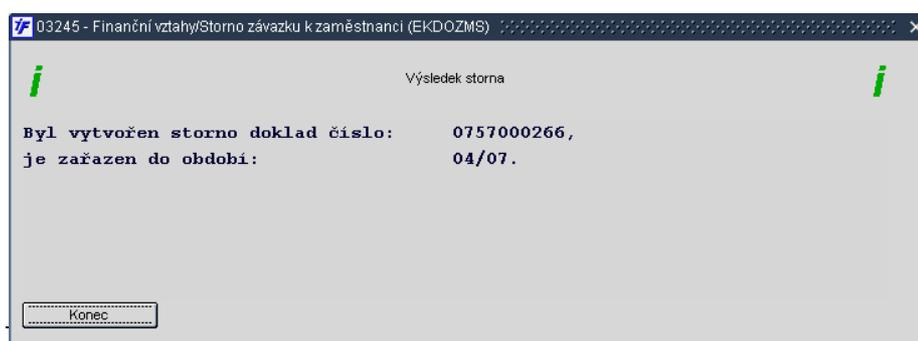 03245 - Finanční vztahy/Storno závazku k zaměstnanci (EKDOZMS)
Výsledek storna
Byl vytvořen storno doklad číslo: 0757000266,
je zařazen do období: 04/07.
Konec